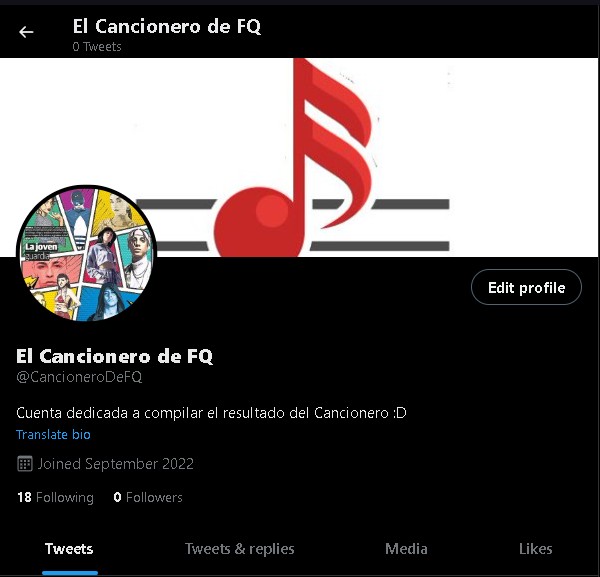 El Cancionero de FQ
0 Tweets
La joven
guardia
Edit profile
El Cancionero de FQ
@CancioneroDeFQ
Cuenta dedicada a compilar el resultado del Cancionero :D
Translate bio
Joined September 2022
18 Following 0 Followers
Tweets Tweets & replies Media Likes